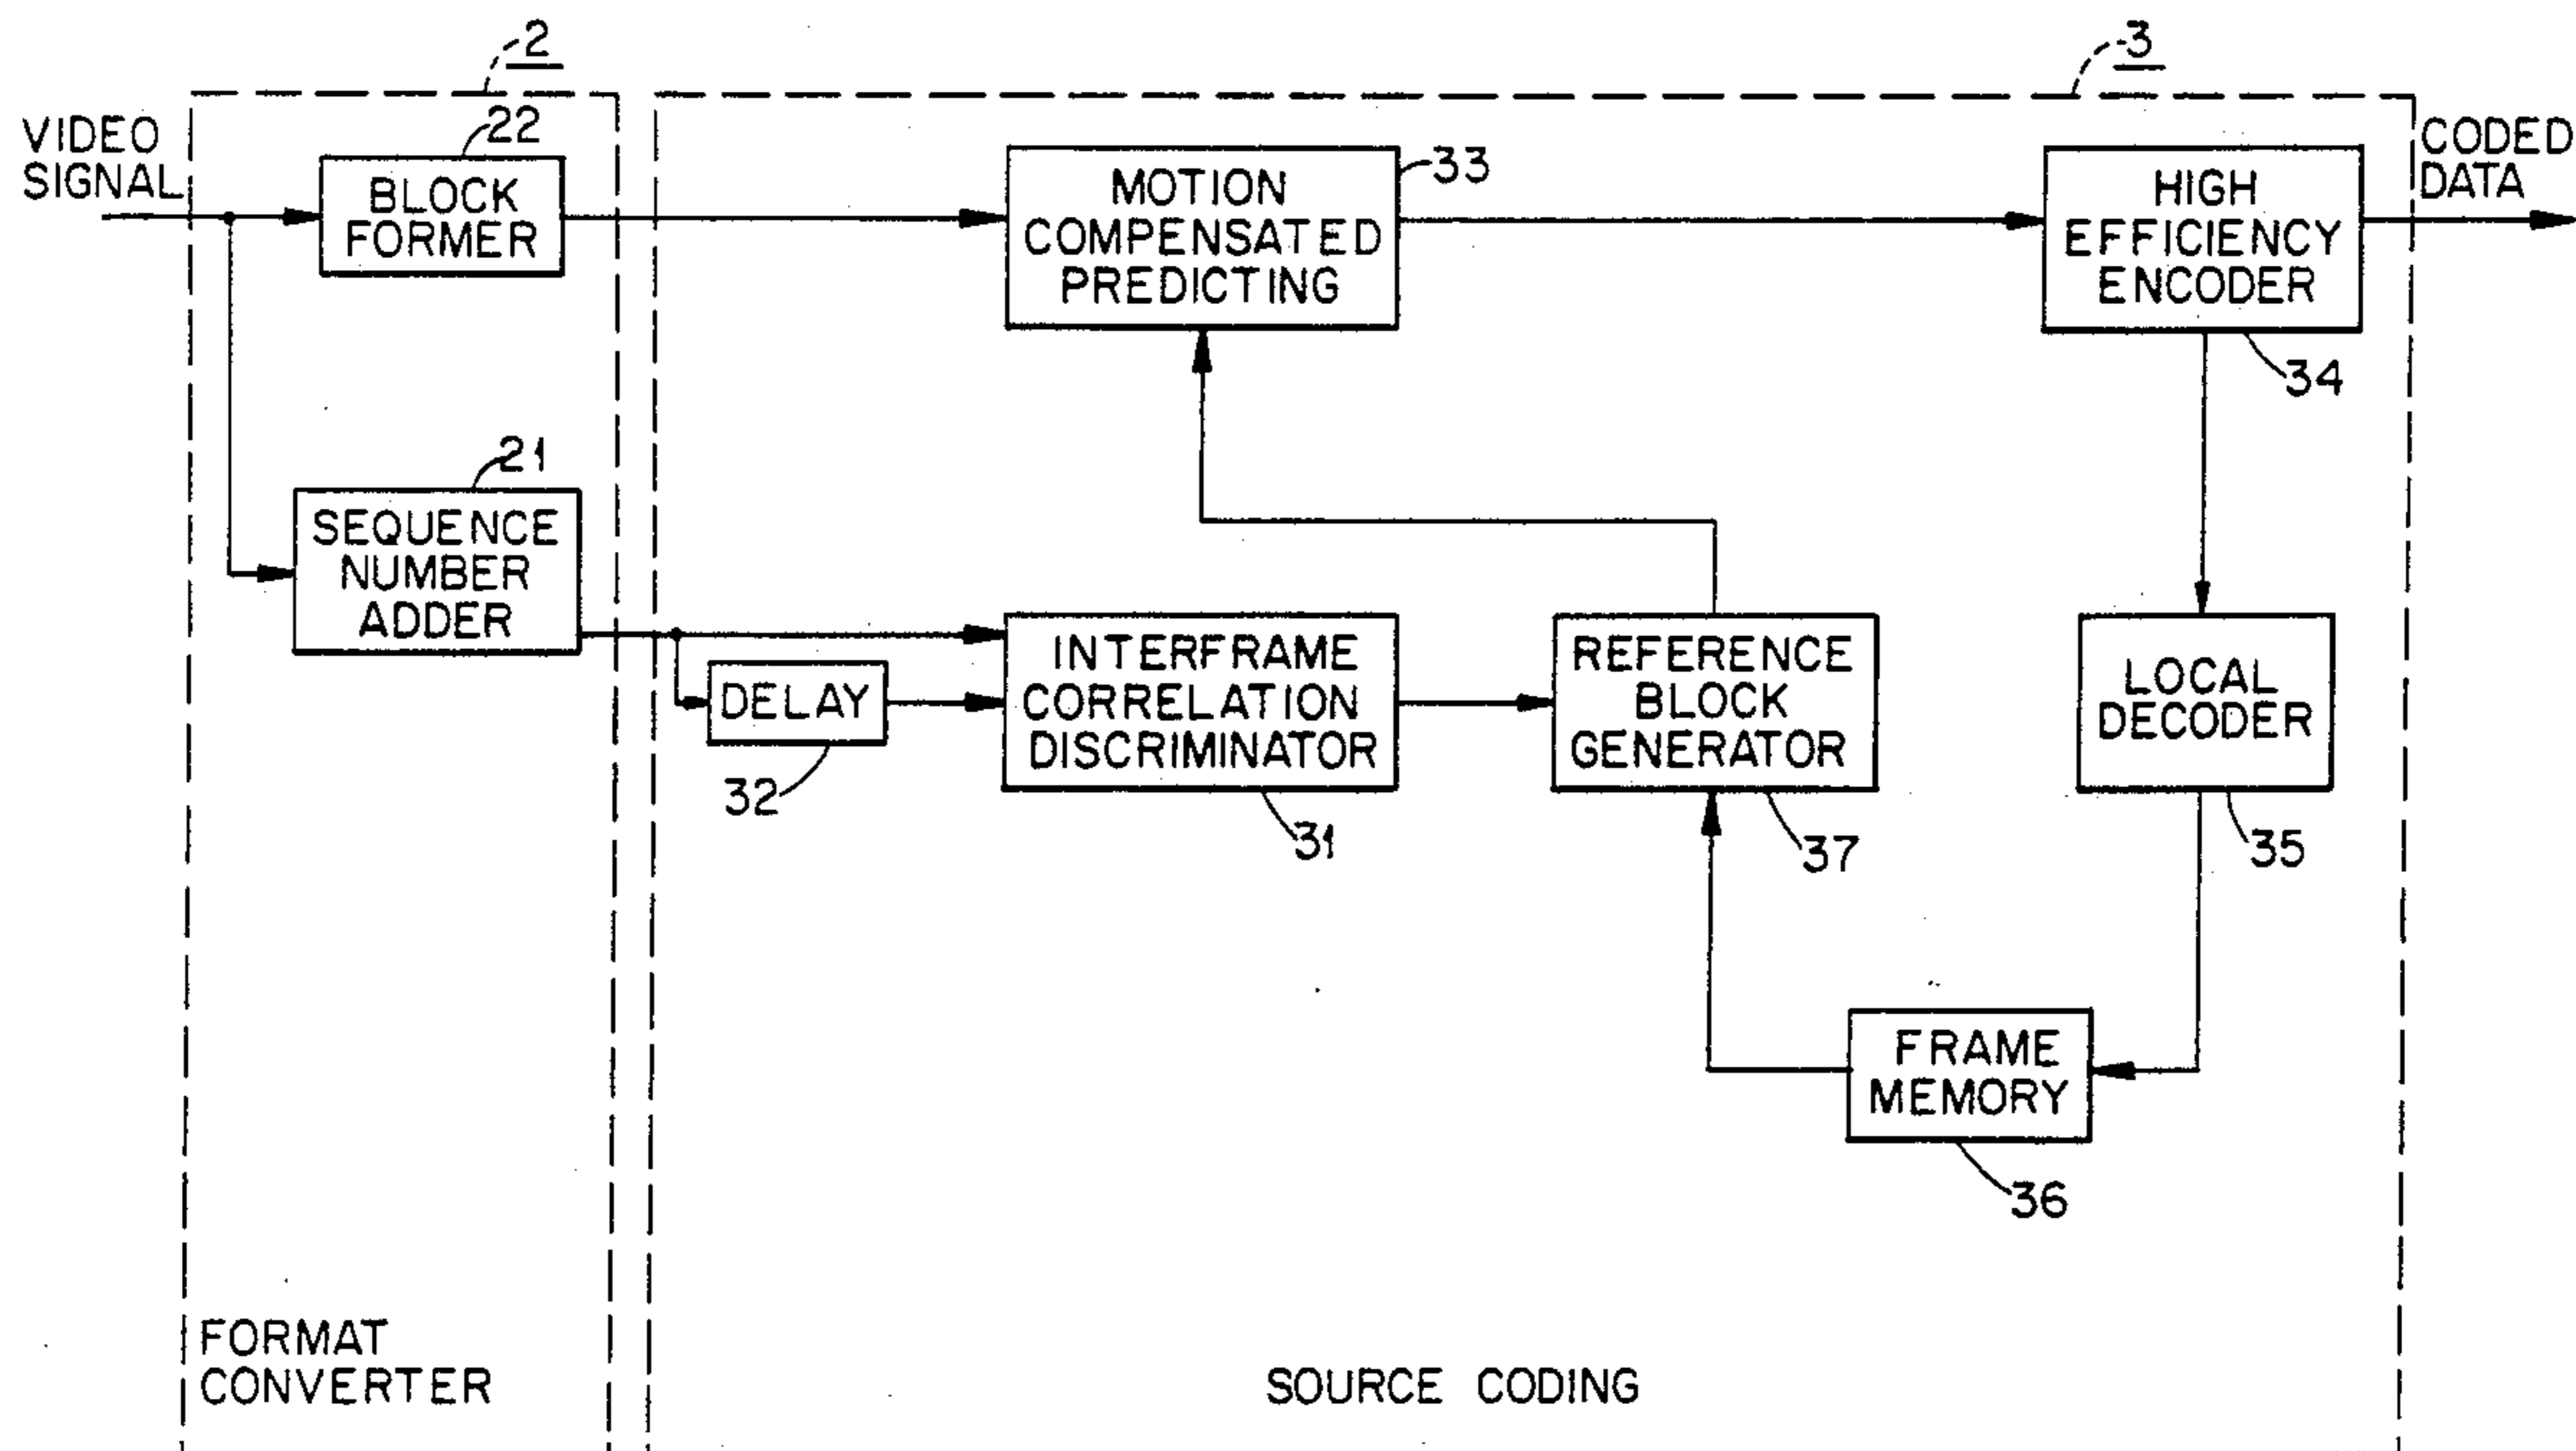 2
3
VIDEO
SIGNAL
22
BLOCK
FORMER
33
MOTION
COMPENSATED
PREDICTING
HIGH
EFFICIENCY
ENCODER
34
CODED
DATA
21
SEQUENCE
NUMBER
ADDER
DELAY
32
INTERFRAME
CORRELATION
DISCRIMINATOR
31
REFERENCE
BLOCK
GENERATOR
37
LOCAL
DECODER
35
FRAME
MEMORY
36
FORMAT
CONVERTER
SOURCE CODING